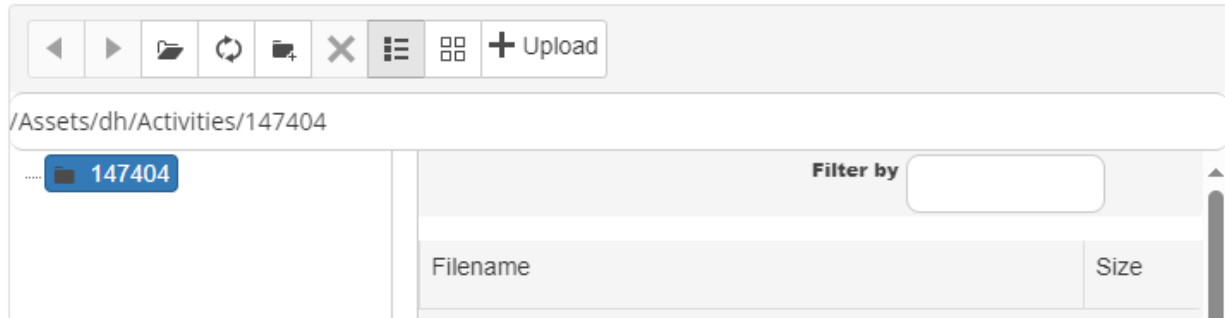 Upload
/Assets/dh/Activities/147404
147404
Filter by
Filename Size